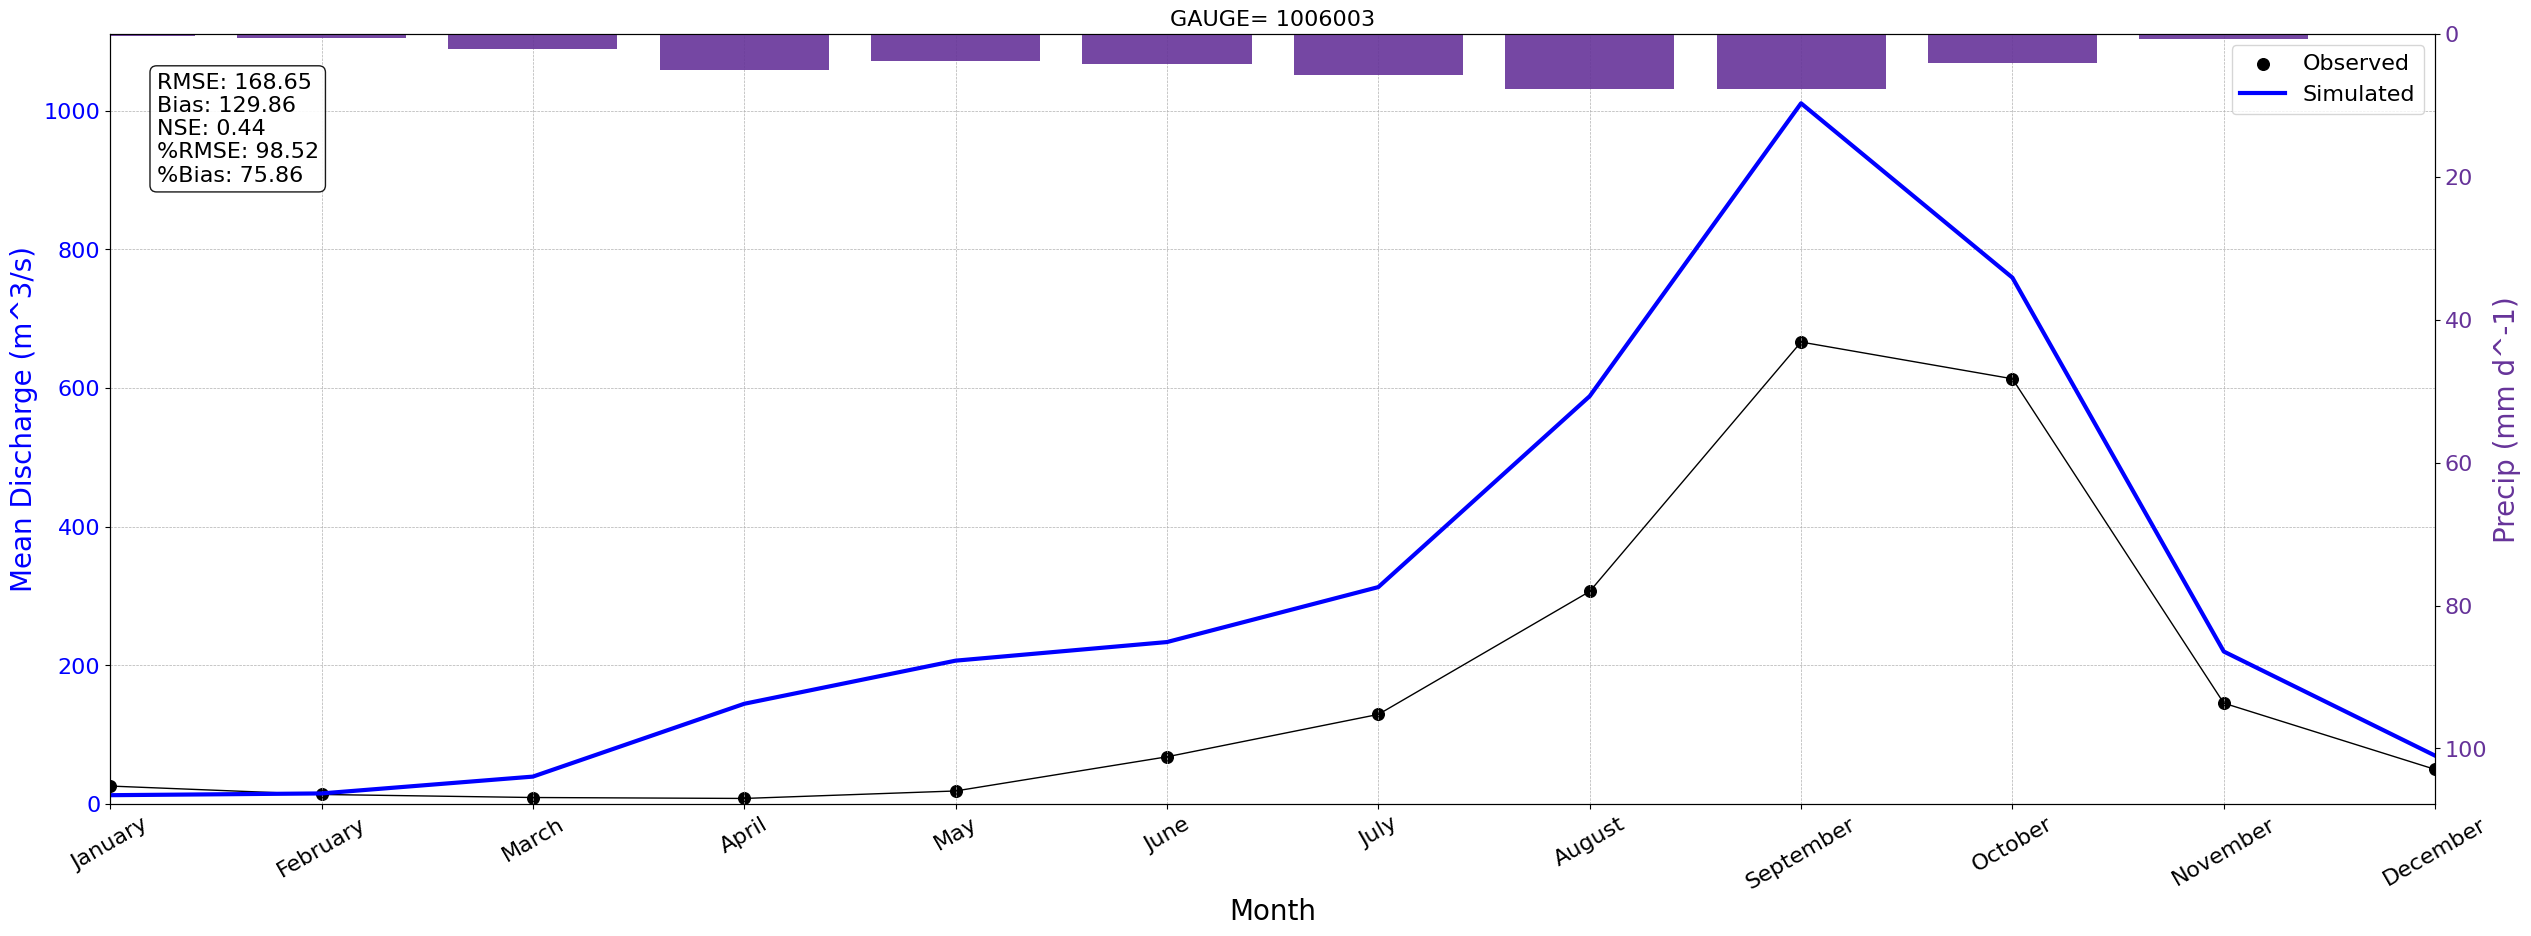 GAUGE= 1006003
RMSE: 168.65
Bias: 129.86
NSE: 0.44
%RMSE: 98.52
%Bias: 75.86
Observed
Simulated
Mean Discharge (m^3/s)
1000
800
600
400
200
0
0
20
40
60
80
100
Precip (mm d^-1)
January
February
March
April
May
June
July
August
September
October
November
December
Month